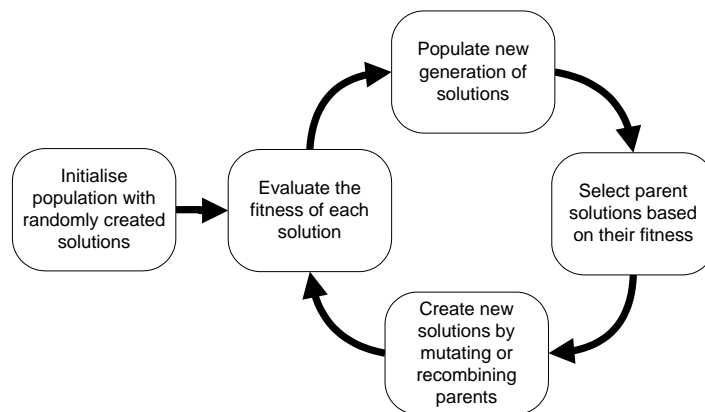 Populate new
generation of
solutions
Initialise
population with
randomly created
solutions
Evaluate the
fitness of each
solution
Select parent
solutions based
on their fitness
Create new
solutions by
mutating or
recombining
parents